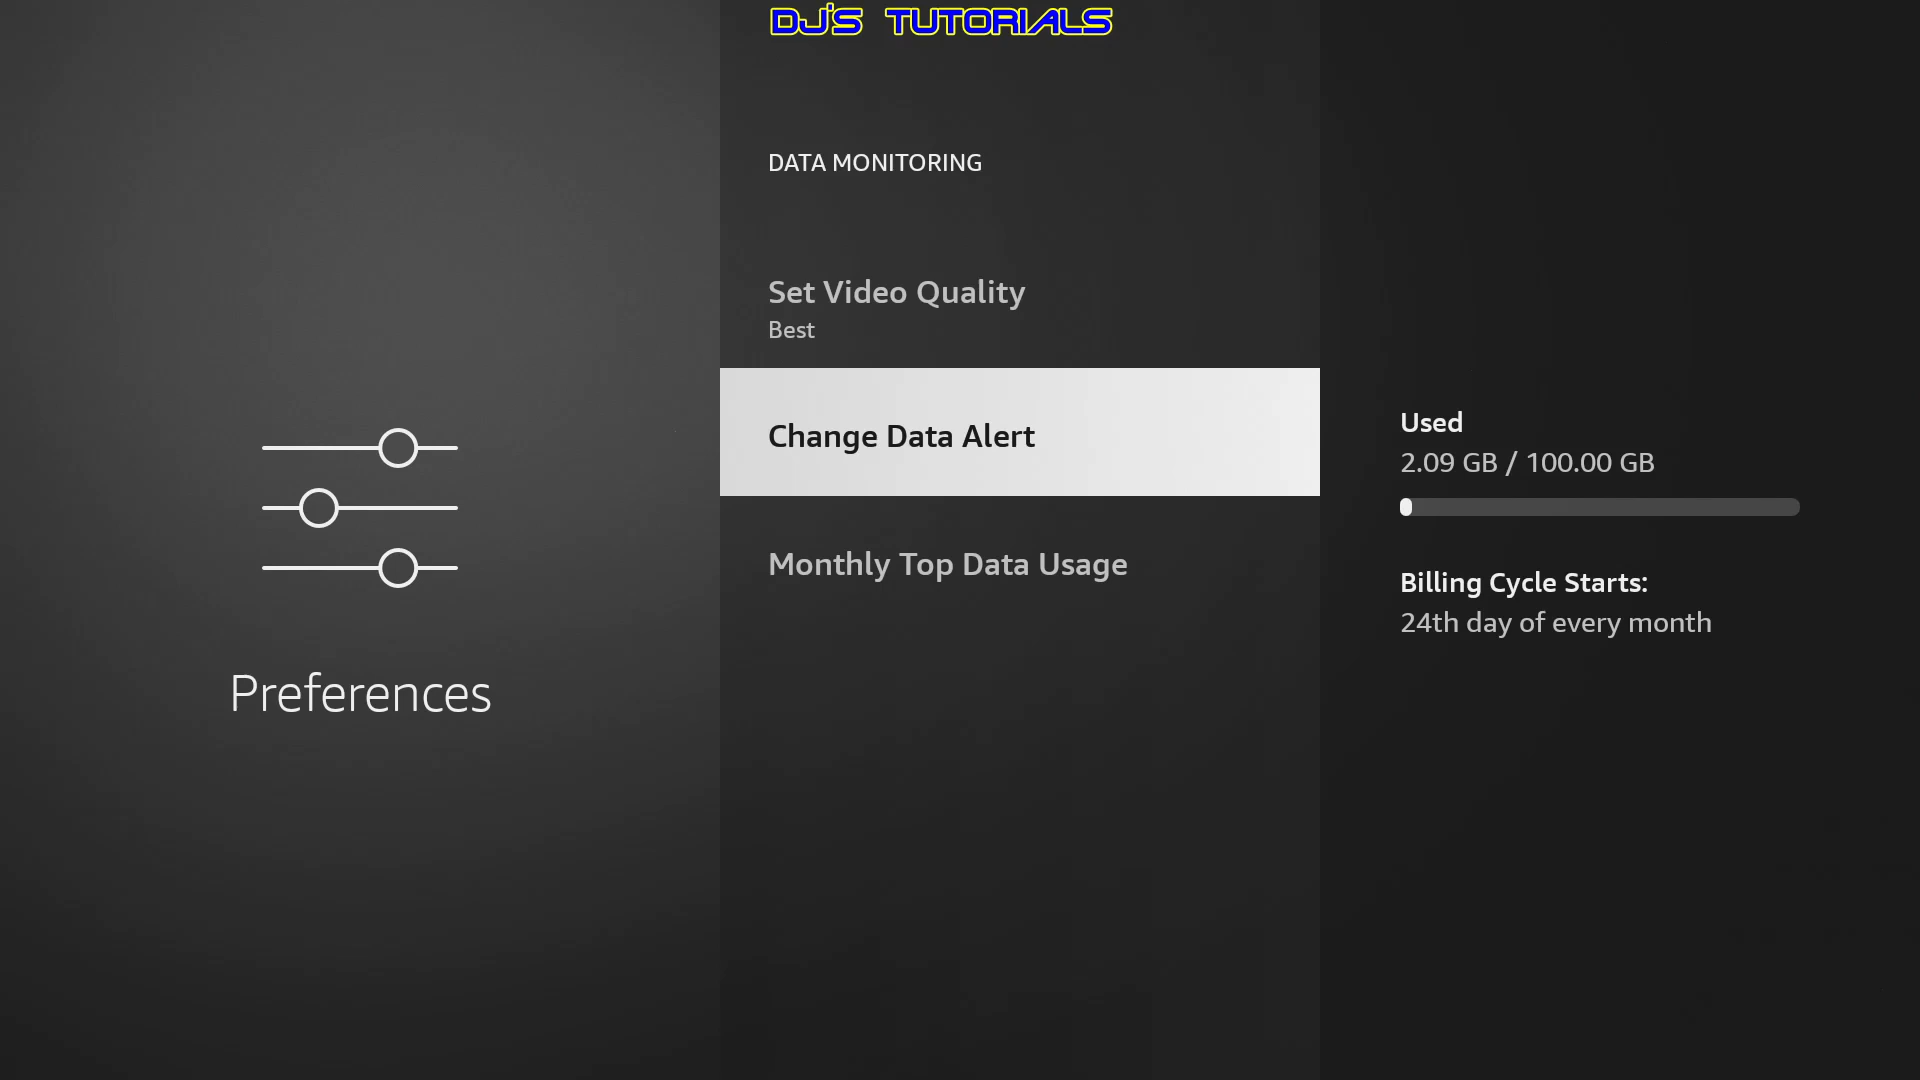 DJ'S TUTORIALS
DATA MONITORING
Set Video Quality
Best
Change Data Alert
Monthly Top Data Usage
Used
2.09 GB / 100.00 GB
Billing Cycle Starts:
24th day of every month
Preferences